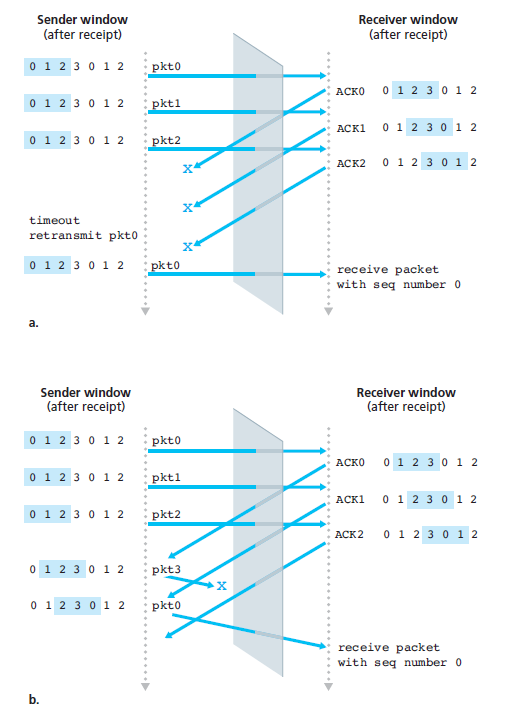 Sender window
(after receipt)
Receiver window
(after receipt)
0 1 2 3 0 1 2
pkt0
ACK0 0 1 2 3 0 1 2
0 1 2 3 0 1 2
pkt1
ACK1 0 1 2 3 0 1 2
0 1 2 3 0 1 2
pkt2
ACK2 0 1 2 3 0 1 2
X
X
timeout
retransmit pkt0
X
0 1 2 3 0 1 2
pkt0
receive packet
with seq number 0
a.
Sender window
(after receipt)
Receiver window
(after receipt)
0 1 2 3 0 1 2
pkt0
ACK0 0 1 2 3 0 1 2
0 1 2 3 0 1 2
pkt1
ACK1 0 1 2 3 0 1 2
0 1 2 3 0 1 2
pkt2
ACK2 0 1 2 3 0 1 2
0 1 2 3 0 1 2
pkt3
X
0 1 2 3 0 1 2
pkt0
receive packet
with seq number 0
b.